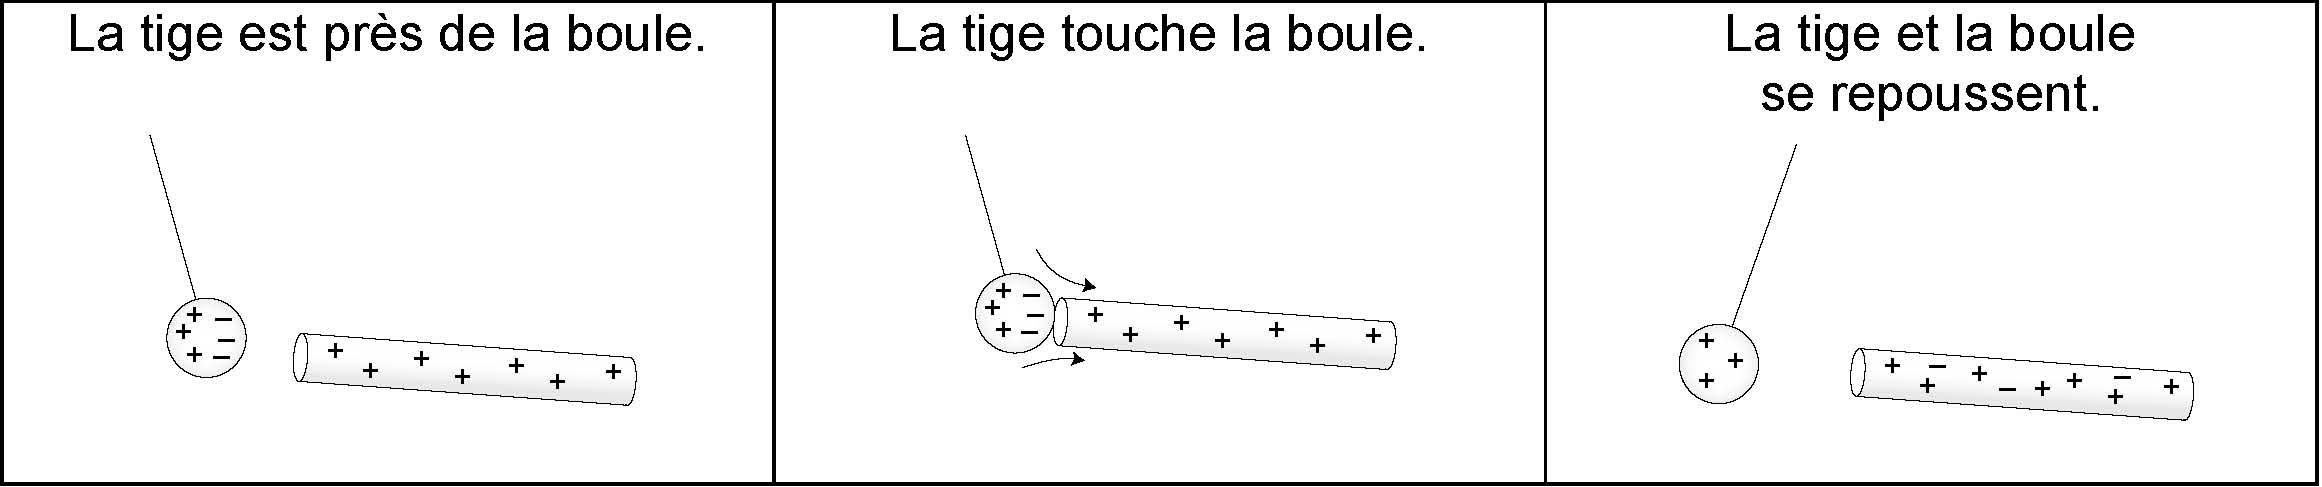 La tige est près de la boule.
La tige touche la boule.
La tige et la boule
se repoussent.